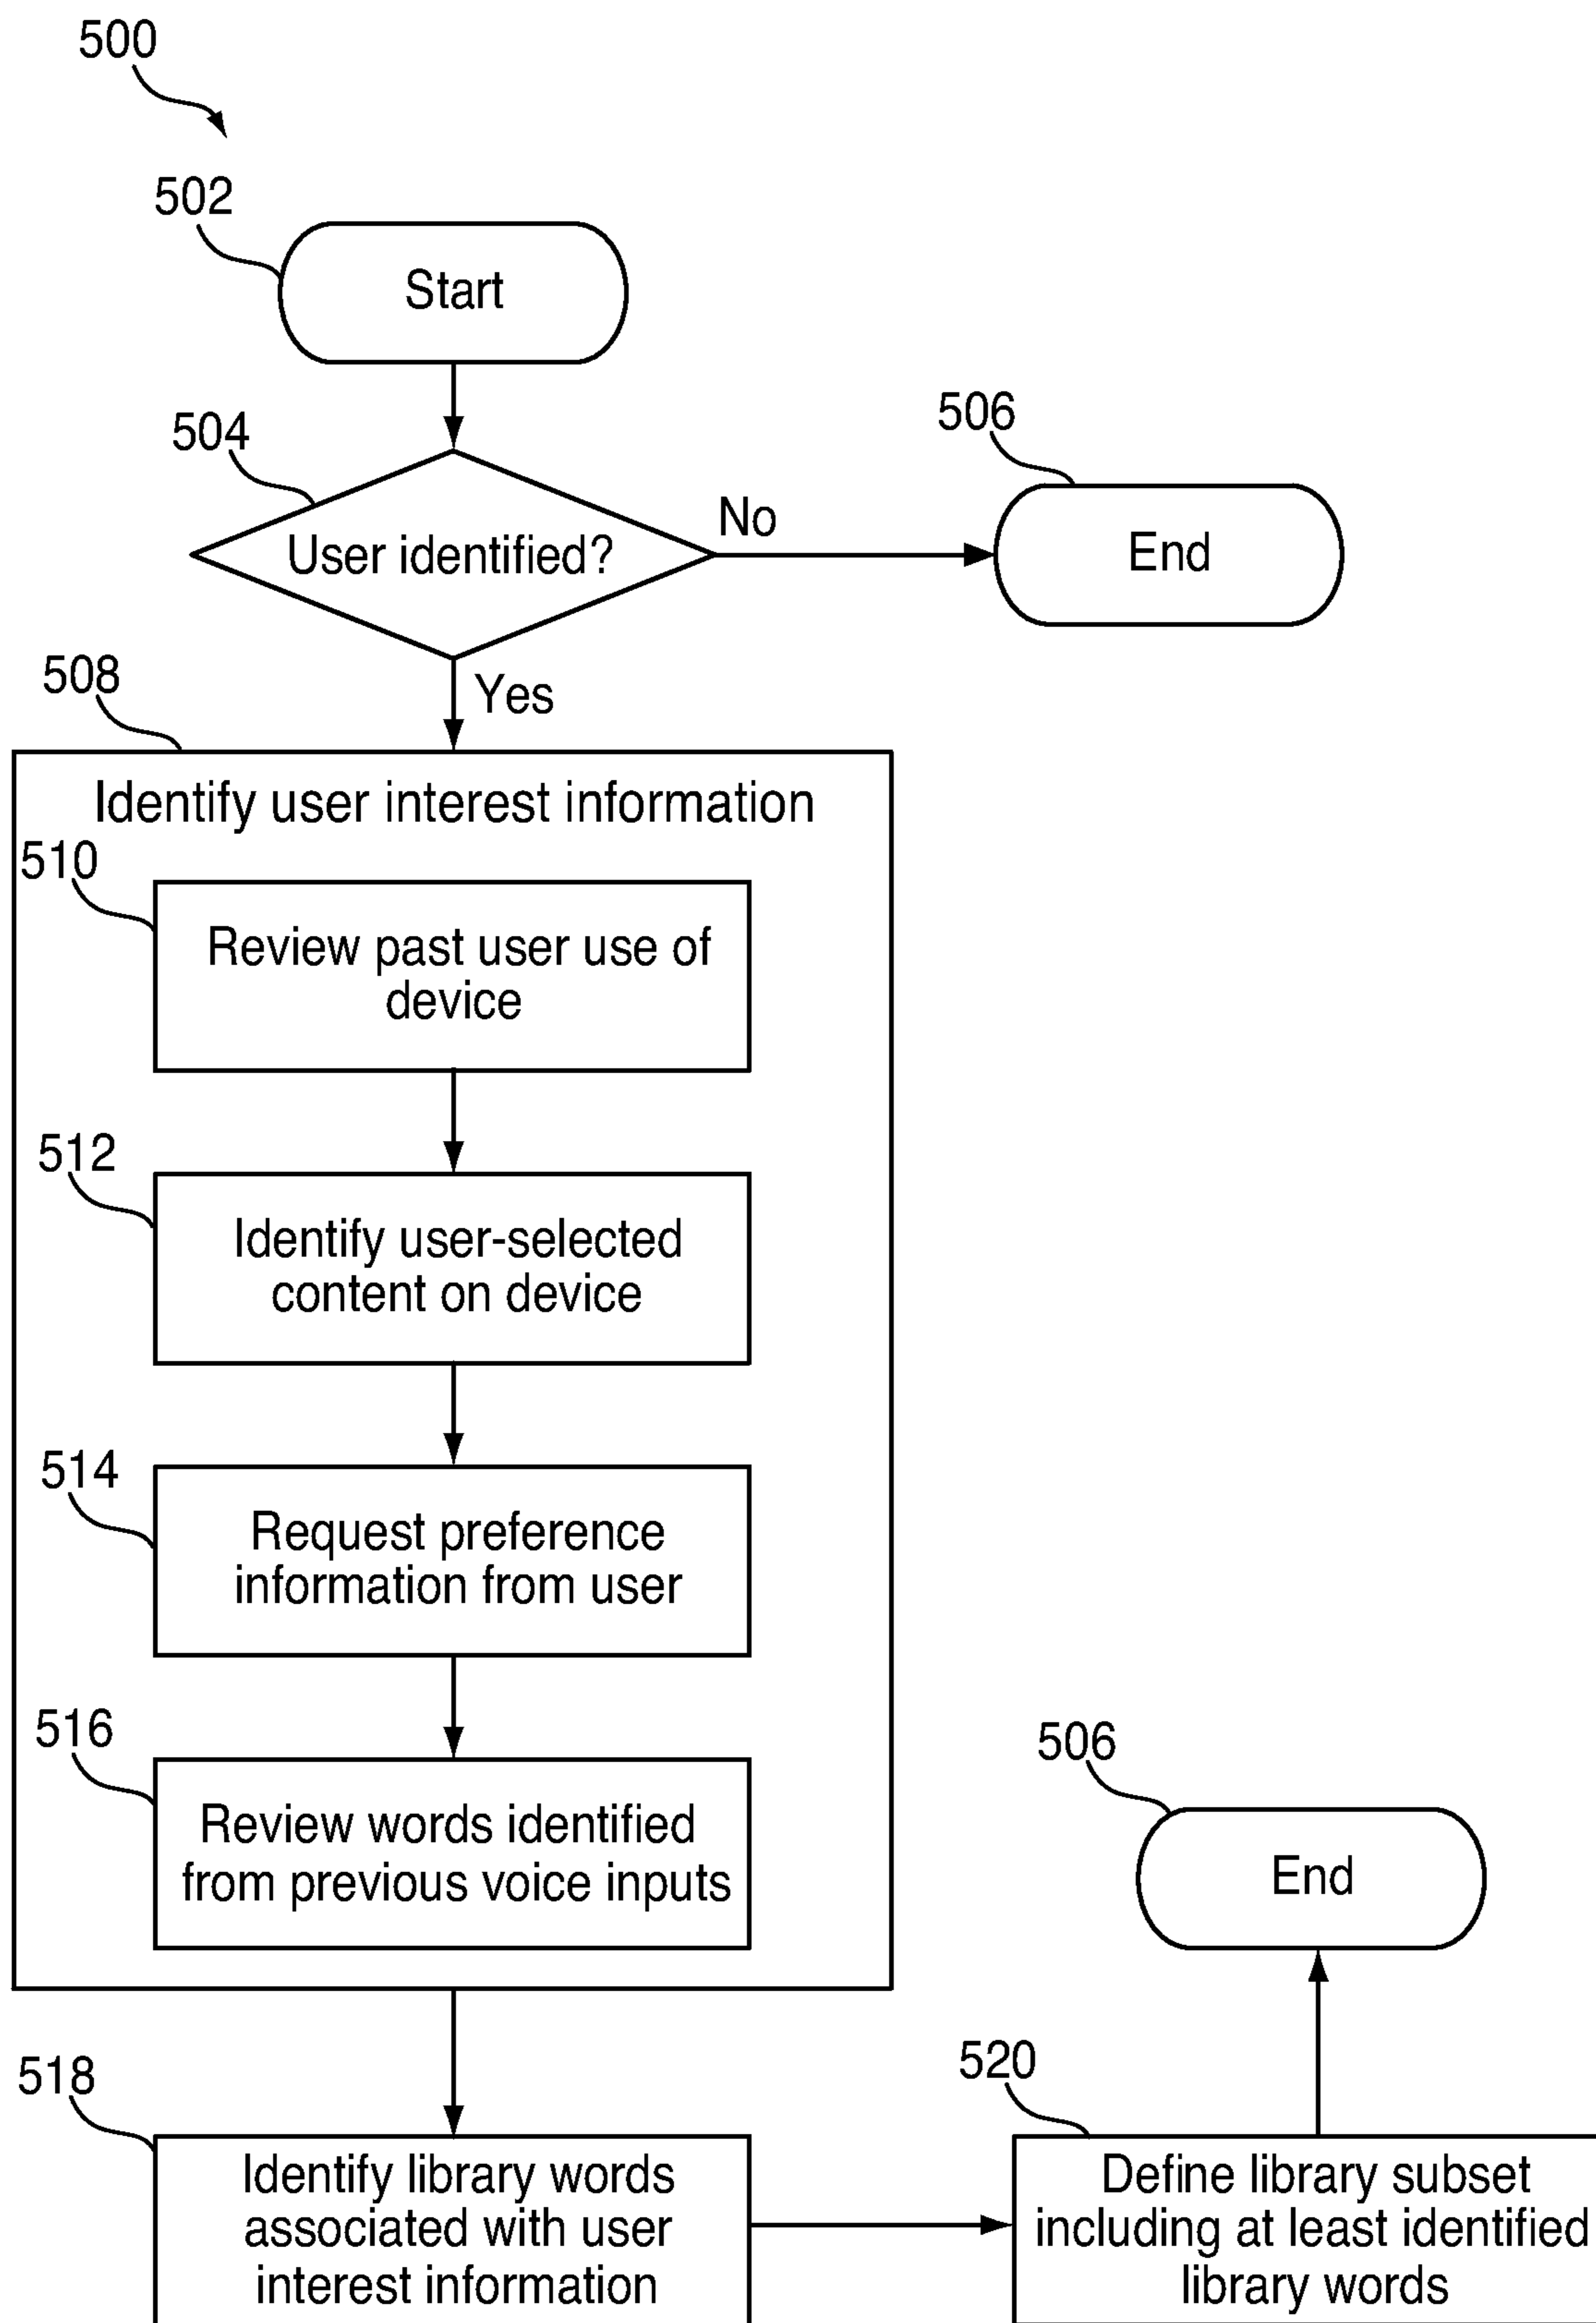 500
502
Start
504
506
User identified?
No
End
Yes
508
Identify user interest information
510
Review past user use of
device
512
Identify user-selected
content on device
514
Request preference
information from user
516
Review words identified
from previous voice inputs
506
End
518
Identify library words
associated with user
interest information
520
Define library subset
including at least identified
library words